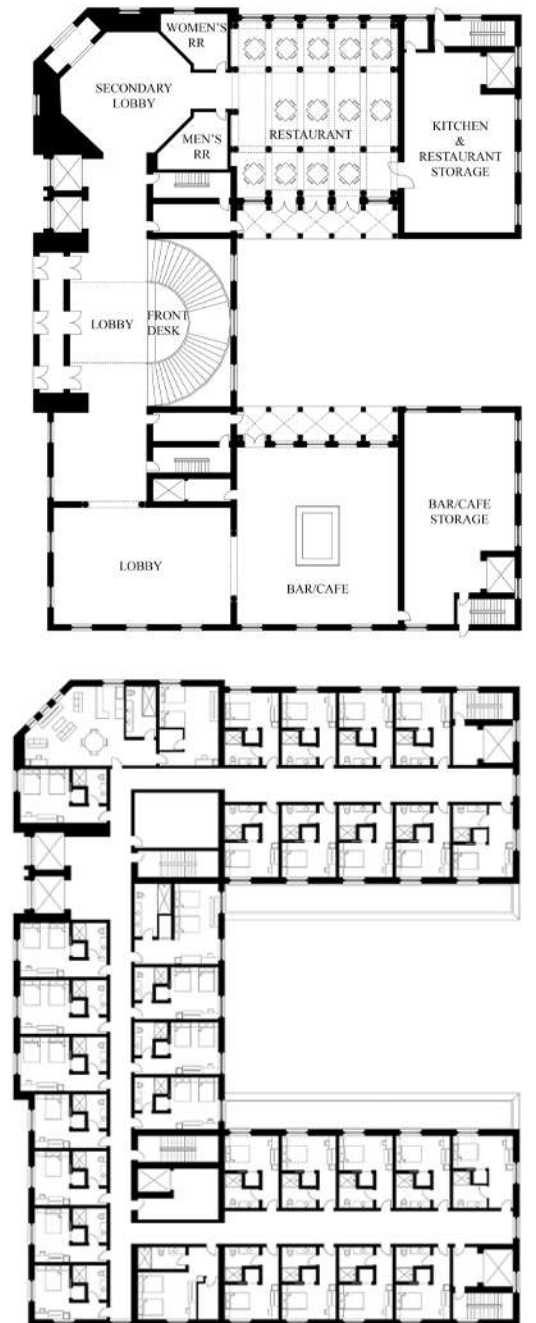 WOMEN'S
RR
SECONDARY
LOBBY
MEN'S
RR
RESTAURANT
KITCHEN
&
RESTAURANT
STORAGE
LOBBY
FRONT
DESK
BAR/CAFE
STORAGE
LOBBY
BAR/CAFE